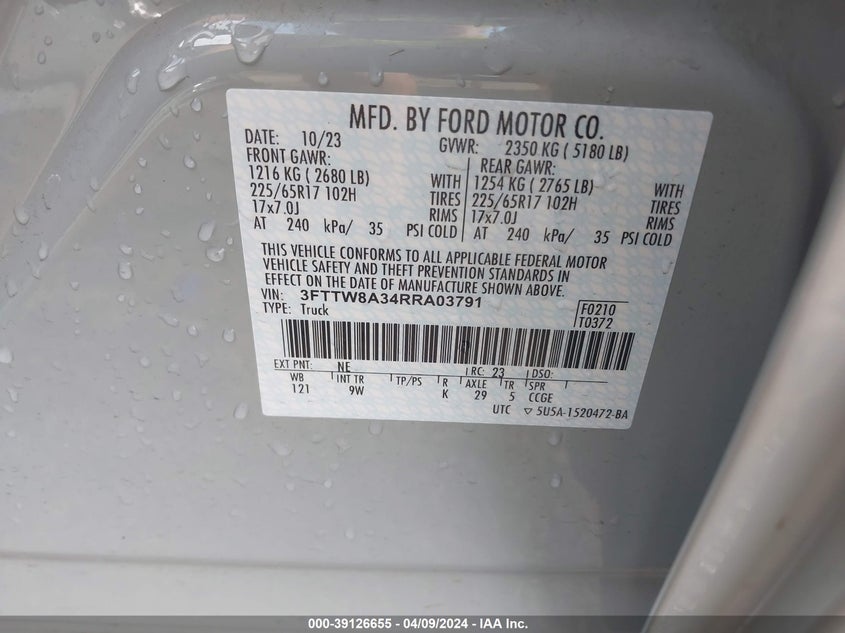 MFD. BY FORD MOTOR CO.
DATE: 10/23 GVWR: 2350 KG ( 5180 LB)
FRONT GAWR: REAR GAWR:
1216 KG ( 2680 LB) WITH 1254 KG ( 2765 LB) WITH
225/65R17 102H TIRES 225/65R17 102H TIRES
17x7.0J RIMS 17x7.0J RIMS
AT 240 kPa/ 35 PSI COLD AT 240 kPa/ 35 PSI COLD
THIS VEHICLE CONFORMS TO ALL APPLICABLE FEDERAL MOTOR
VEHICLE SAFETY AND THEFT PREVENTION STANDARDS IN
EFFECT ON THE DATE OF MANUFACTURE SHOWN ABOVE.
VIN: 3FTTW8A34RRA03791 F0210
TYPE: Truck T0372
EXT PNT: NE RC: 23 DSO:
WB INT TR TP/PS R AXLE TR SPR
121 9W K 29 5 CCGE
UTC ▽ 5U5A-1520472-BA
000-39126655 | 04/09/2024 - IAA Inc.